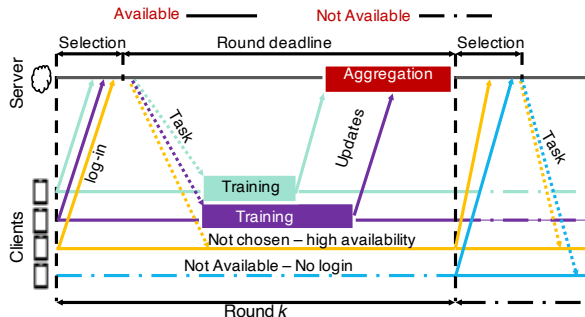 Available
Not Available
Selection
Round deadline
Selection
Server
Aggregation
log-in
Task
Updates
Task
Training
Training
Clients
Not chosen – high availability
Not Available – No login
Round k